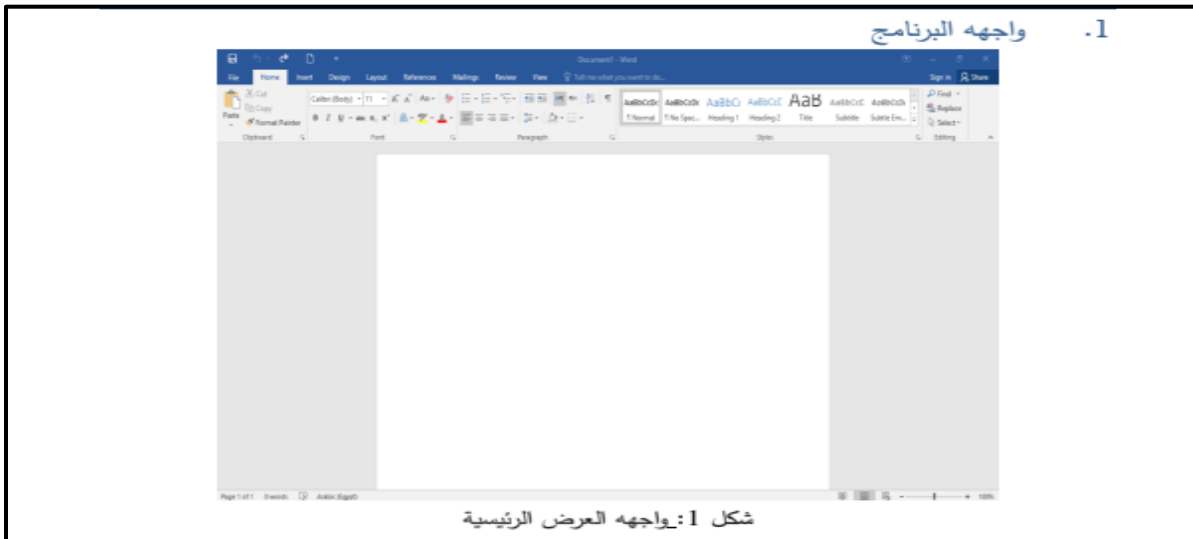 1. واجهه البرنامج
Document1 - Word
File Home Insert Design Layout References Mailings Review View Tell me what you want to do... Sign in Share
Cut
Copy
Paste
Format Painter
Calibri (Body) 11
AaBbCcDc AaBbCcDc AaBbCc AaBbCcC AaB AaBbCcC AaBbCcDc
¶ Normal ¶ No Spac... Heading 1 Heading 2 Title Subtitle Subtle Em...
Find
Replace
Select
Clipboard Font Paragraph Styles Editing
Page 1 of 1 0 words Arabic (Egypt) 100%
شكل 1: واجهه العرض الرئيسية